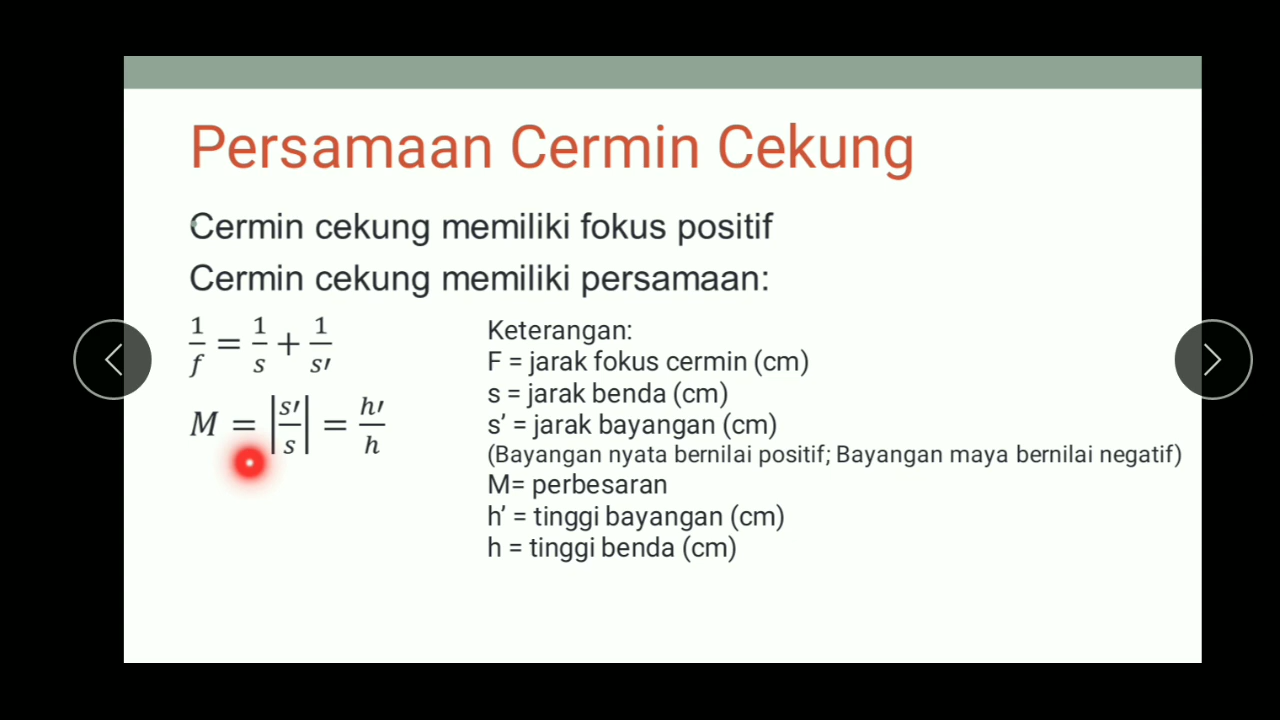 Persamaan Cermin Cekung
Cermin cekung memiliki fokus positif
Cermin cekung memiliki persamaan:
1/f = 1/s + 1/s′
M = |s′/s| = h′/h
Keterangan:
F = jarak fokus cermin (cm)
s = jarak benda (cm)
s’ = jarak bayangan (cm)
(Bayangan nyata bernilai positif; Bayangan maya bernilai negatif)
M= perbesaran
h’ = tinggi bayangan (cm)
h = tinggi benda (cm)